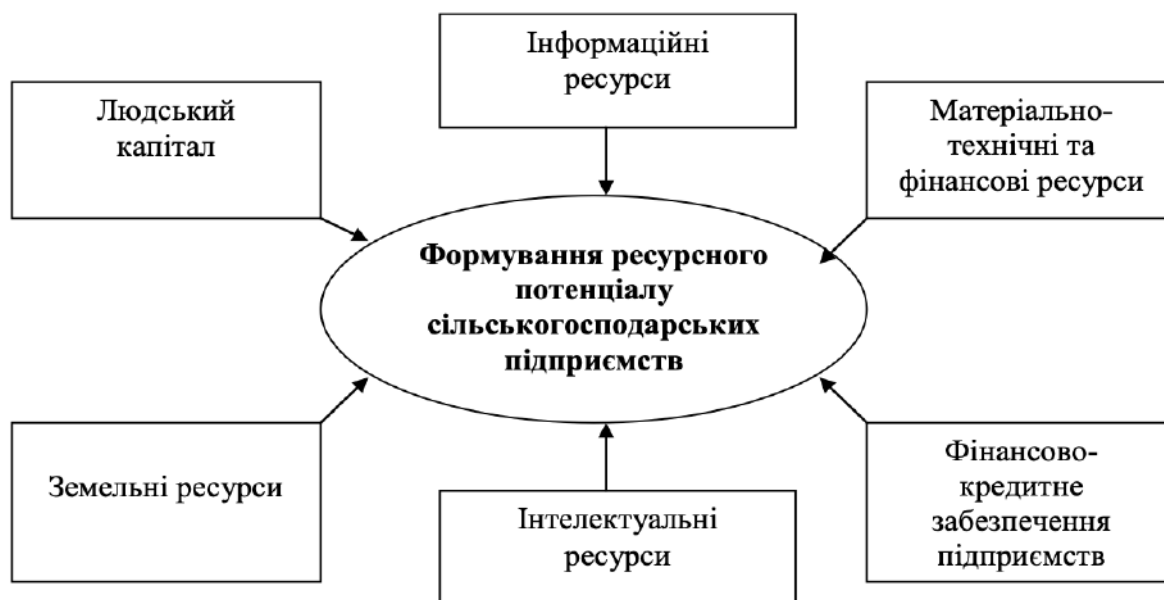 Інформаційні
ресурси
Людський
капітал
Матеріально-
технічні та
фінансові ресурси
Формування ресурсного
потенціалу
сільськогосподарських
підприємств
Земельні ресурси
Інтелектуальні
ресурси
Фінансово-
кредитне
забезпечення
підприємств